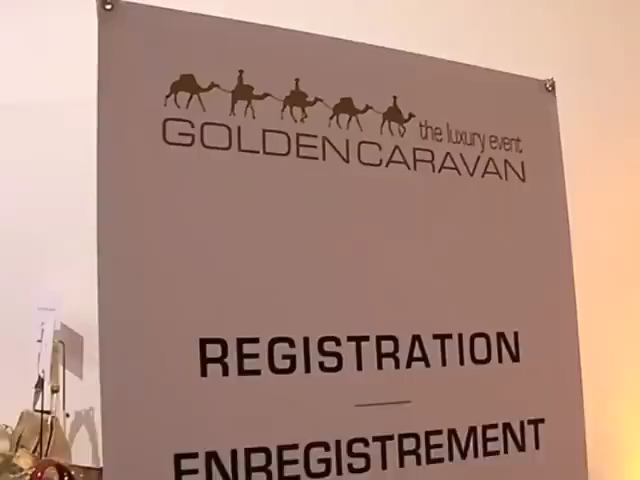 the luxury event
GOLDEN CARAVAN
REGISTRATION
ENREGISTREMENT